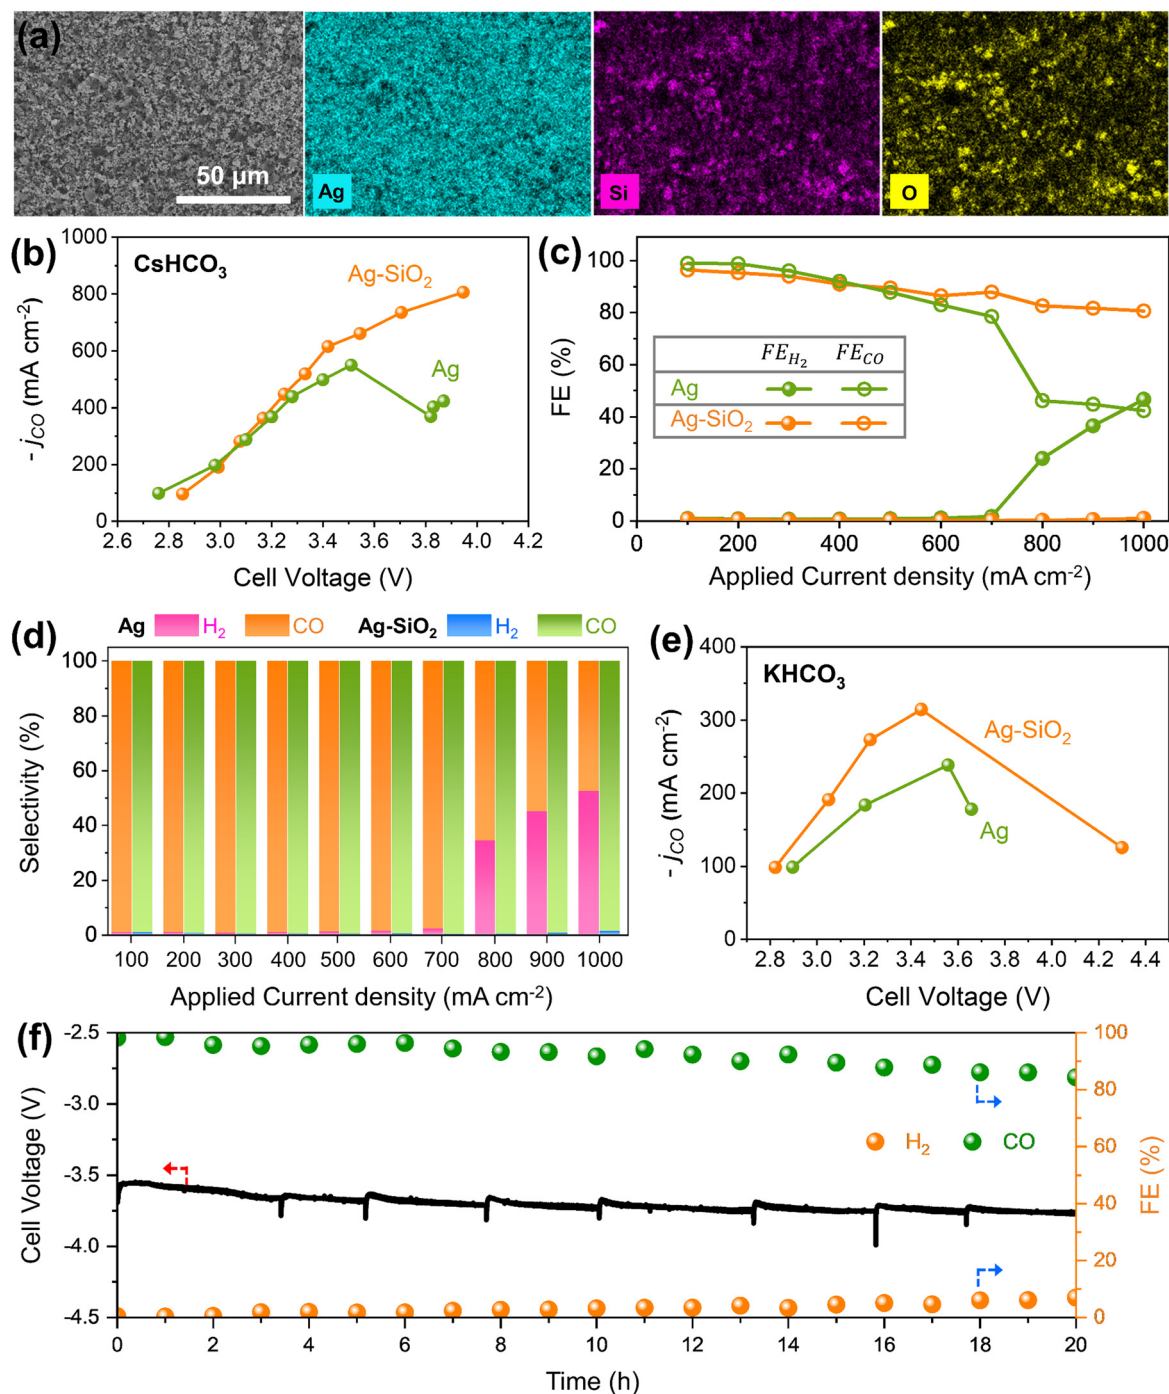 (a)
50 μm
Ag
Si
O
(b)
CsHCO3
Ag-SiO2
Ag
- jCO (mA cm-2)
1000
800
600
400
200
0
2.6 2.8 3.0 3.2 3.4 3.6 3.8 4.0 4.2
Cell Voltage (V)
(c)
FE (%)
100
80
60
40
20
0
FEH2 FECO
Ag
Ag-SiO2
0 200 400 600 800 1000
Applied Current density (mA cm-2)
(d)
Ag H2 CO Ag-SiO2 H2 CO
Selectivity (%)
100
80
60
40
20
0
100 200 300 400 500 600 700 800 900 1000
Applied Current density (mA cm-2)
(e)
KHCO3
Ag-SiO2
Ag
- jCO (mA cm-2)
400
300
200
100
0
2.8 3.0 3.2 3.4 3.6 3.8 4.0 4.2 4.4
Cell Voltage (V)
(f)
Cell Voltage (V)
-2.5
-3.0
-3.5
-4.0
-4.5
H2 CO
100
80
60
40
20
0
FE (%)
0 2 4 6 8 10 12 14 16 18 20
Time (h)